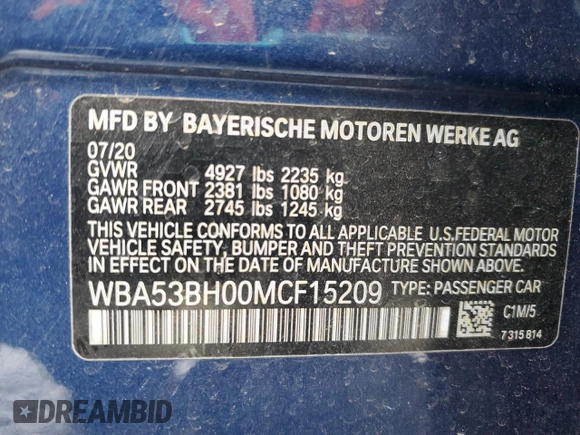 MFD BY BAYERISCHE MOTOREN WERKE AG
07/20
GVWR 4927 lbs 2235 kg
GAWR FRONT 2381 lbs 1080 kg
GAWR REAR 2745 lbs 1245 kg
THIS VEHICLE CONFORMS TO ALL APPLICABLE U.S.FEDERAL MOTOR
VEHICLE SAFETY, BUMPER AND THEFT PREVENTION STANDARDS
IN EFFECT ON THE DATE OF MANUFACTURE SHOWN ABOVE.
WBA53BH00MCF15209 TYPE: PASSENGER CAR
C1M/5
7315814
DREAMBID